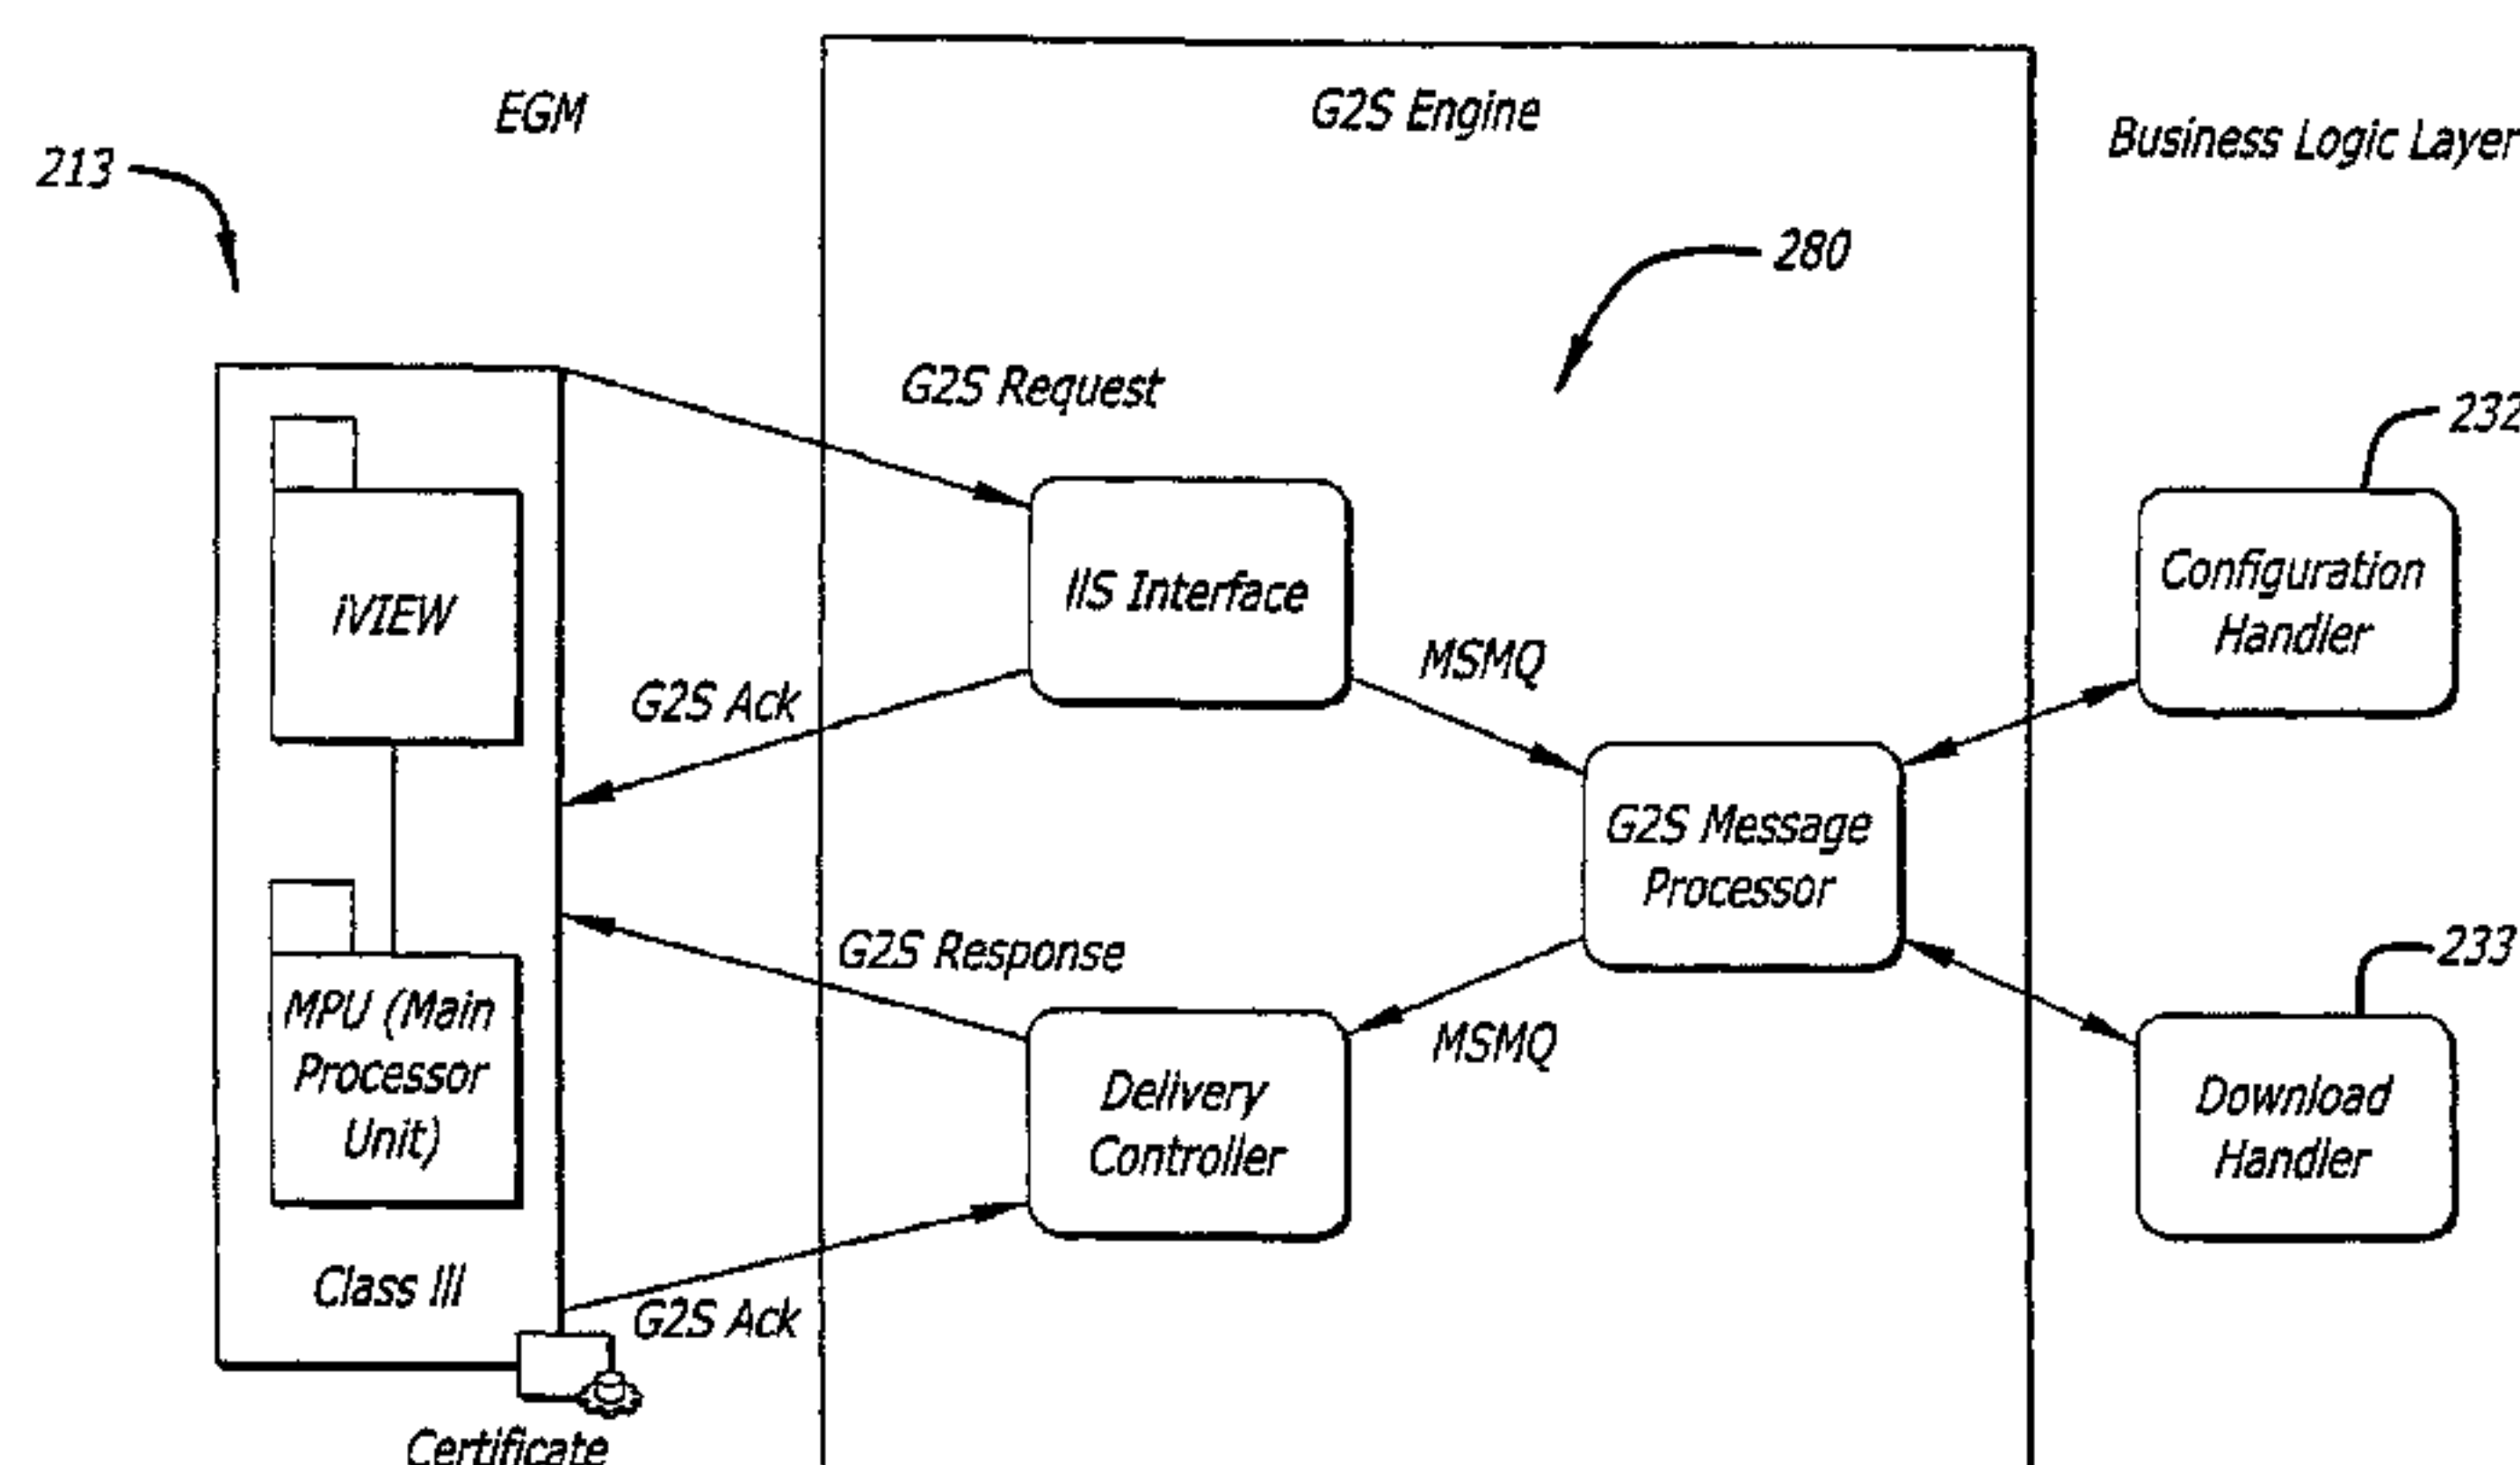 EGM
G2S Engine
Business Logic Layer
213
280
G2S Request
232
iVIEW
IIS Interface
Configuration
Handler
G2S Ack
MSMQ
G2S Message
Processor
G2S Response
233
MPU (Main
Processor
Unit)
MSMQ
Delivery
Controller
Download
Handler
Class III
G2S Ack
Certificate